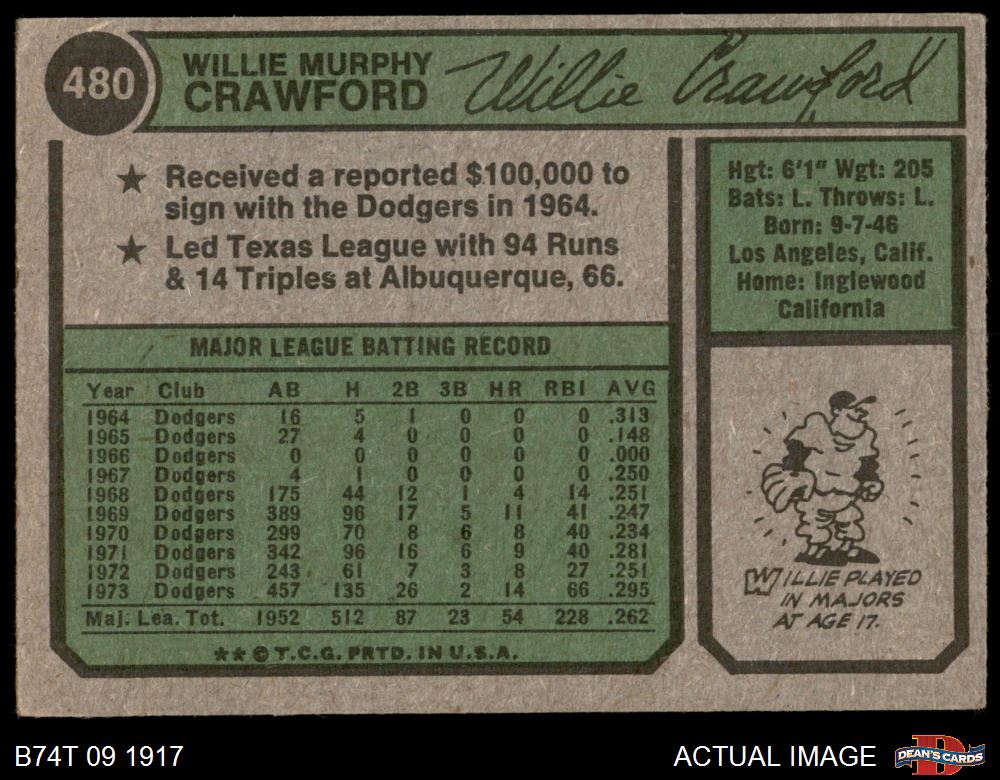 480
WILLIE MURPHY
CRAWFORD
Willie Crawford
★ Received a reported $100,000 to
sign with the Dodgers in 1964.
★ Led Texas League with 94 Runs
& 14 Triples at Albuquerque, 66.
Hgt: 6'1" Wgt: 205
Bats: L. Throws: L.
Born: 9-7-46
Los Angeles, Calif.
Home: Inglewood
California
MAJOR LEAGUE BATTING RECORD
Year Club AB H 2B 3B HR RBI AVG
1964 Dodgers 16 5 1 0 0 0 .313
1965 Dodgers 27 4 0 0 0 0 .148
1966 Dodgers 0 0 0 0 0 0 .000
1967 Dodgers 4 1 0 0 0 0 .250
1968 Dodgers 175 44 12 1 4 14 .251
1969 Dodgers 389 96 17 5 11 41 .247
1970 Dodgers 299 70 8 6 8 40 .234
1971 Dodgers 342 96 16 6 9 40 .281
1972 Dodgers 243 61 7 3 8 27 .251
1973 Dodgers 457 135 26 2 14 66 .295
Maj. Lea. Tot. 1952 512 87 23 54 228 .262
★★ © T.C.G. PRTD. IN U.S.A.
WILLIE PLAYED
IN MAJORS
AT AGE 17.
B74T 09 1917
ACTUAL IMAGE
DEAN'S CARDS